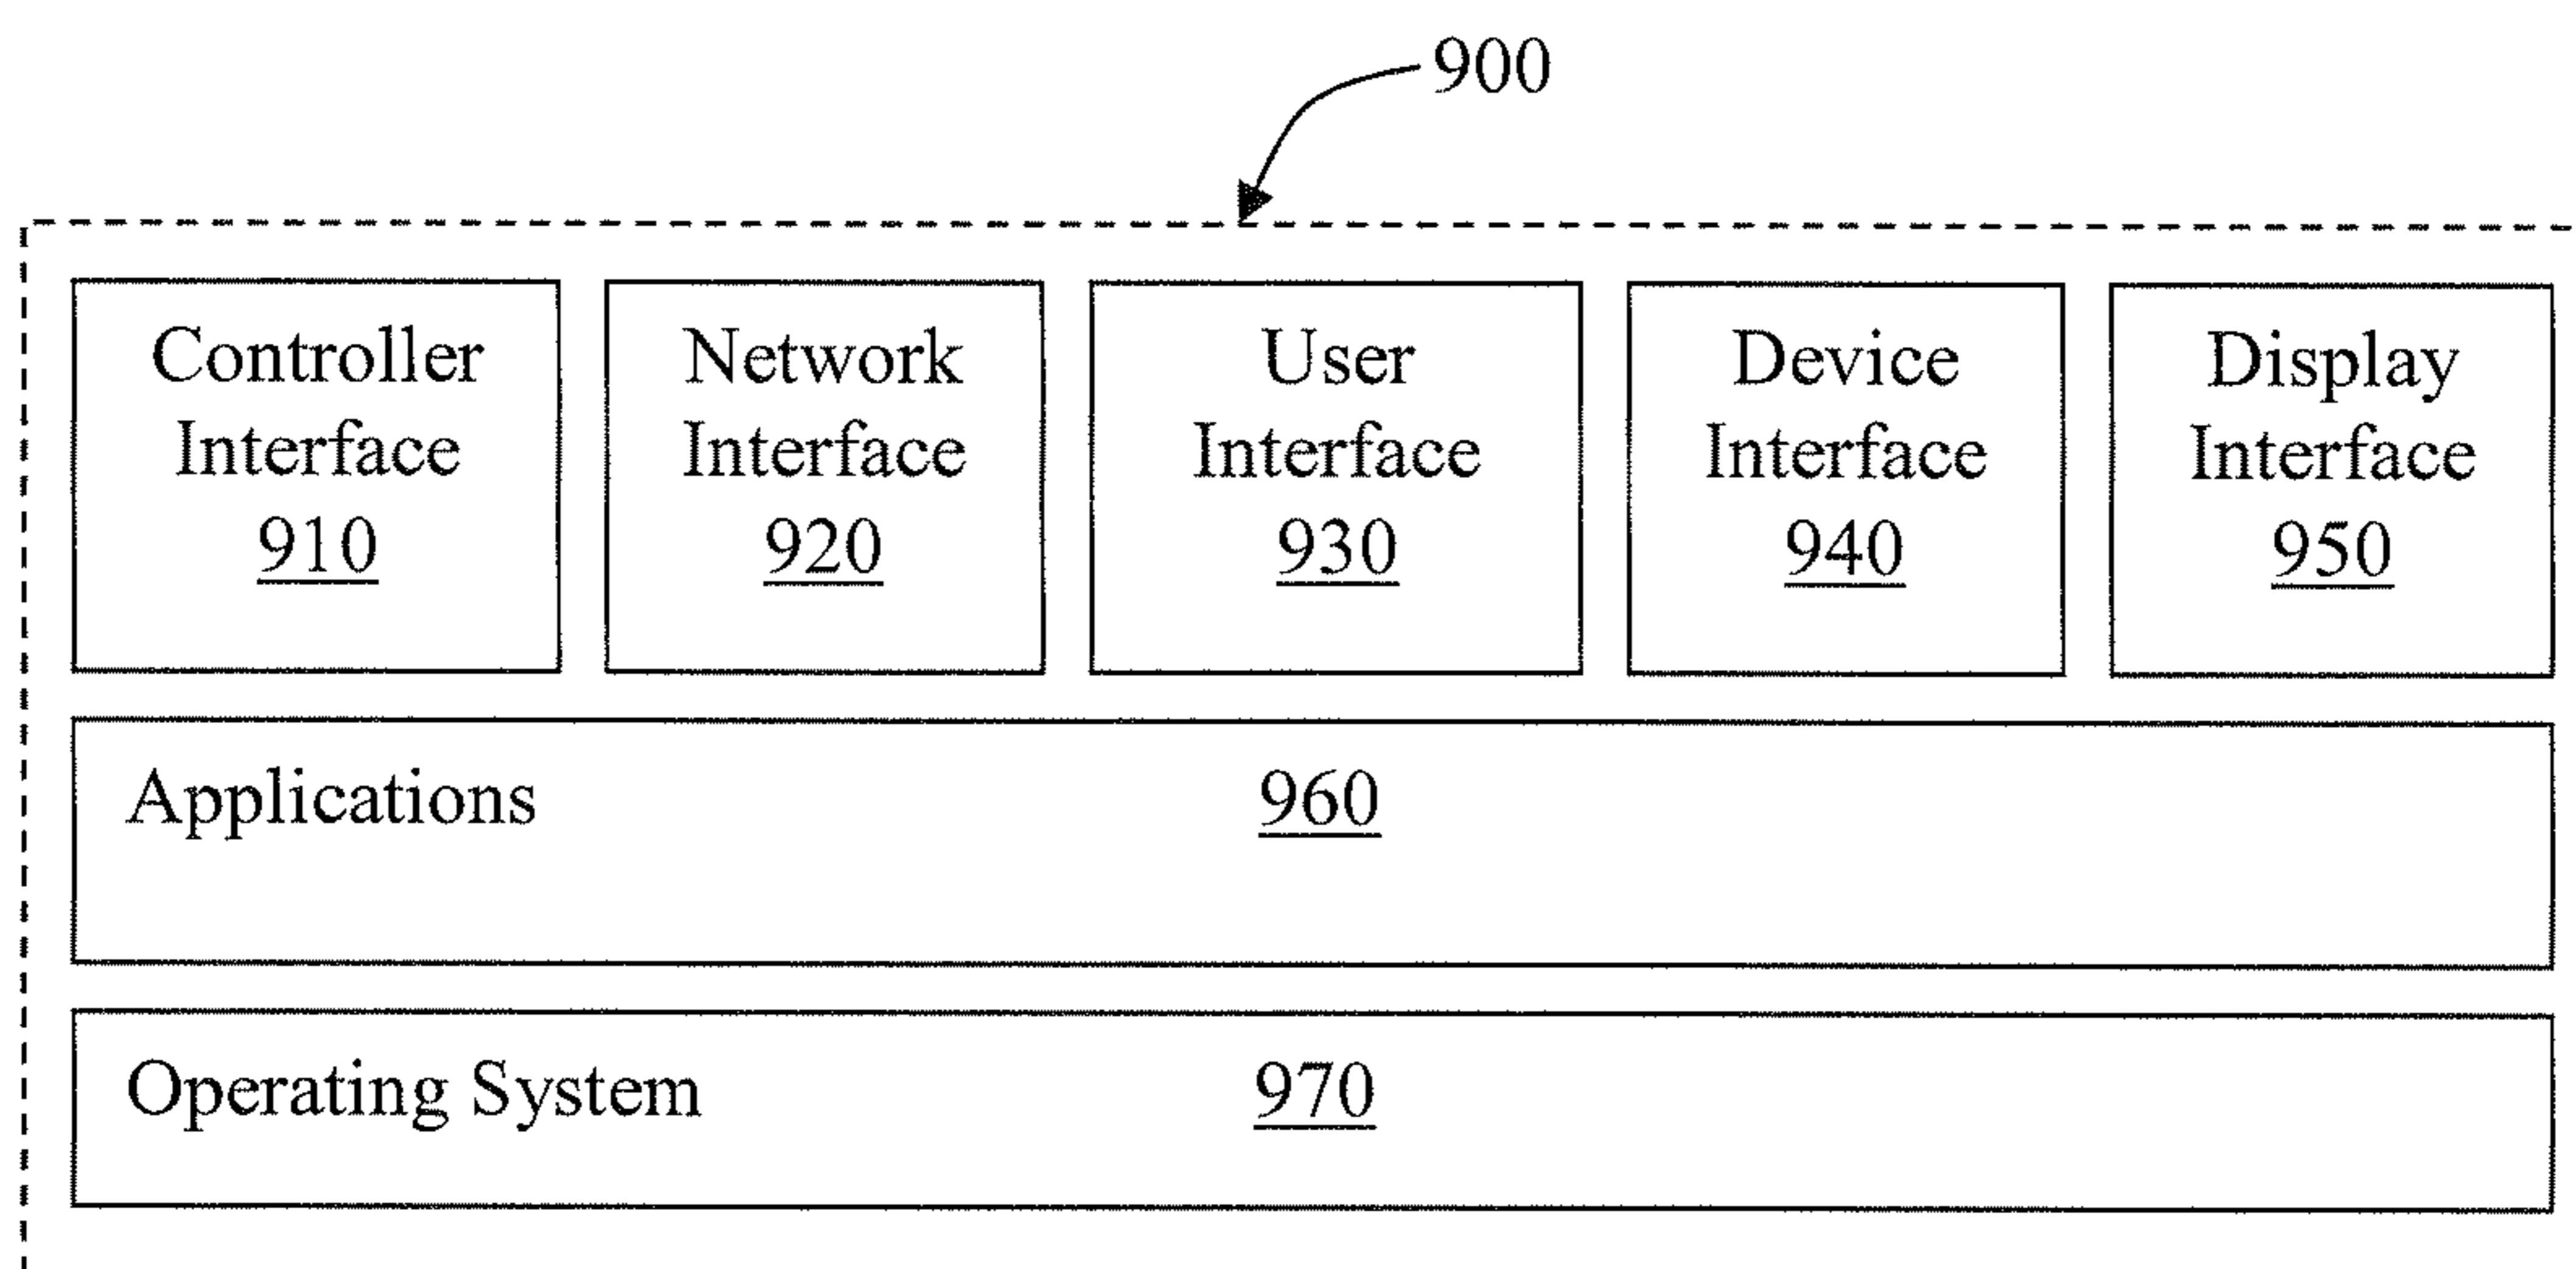 900
Controller
Interface
910
Network
Interface
920
User
Interface
930
Device
Interface
940
Display
Interface
950
Applications 960
Operating System 970